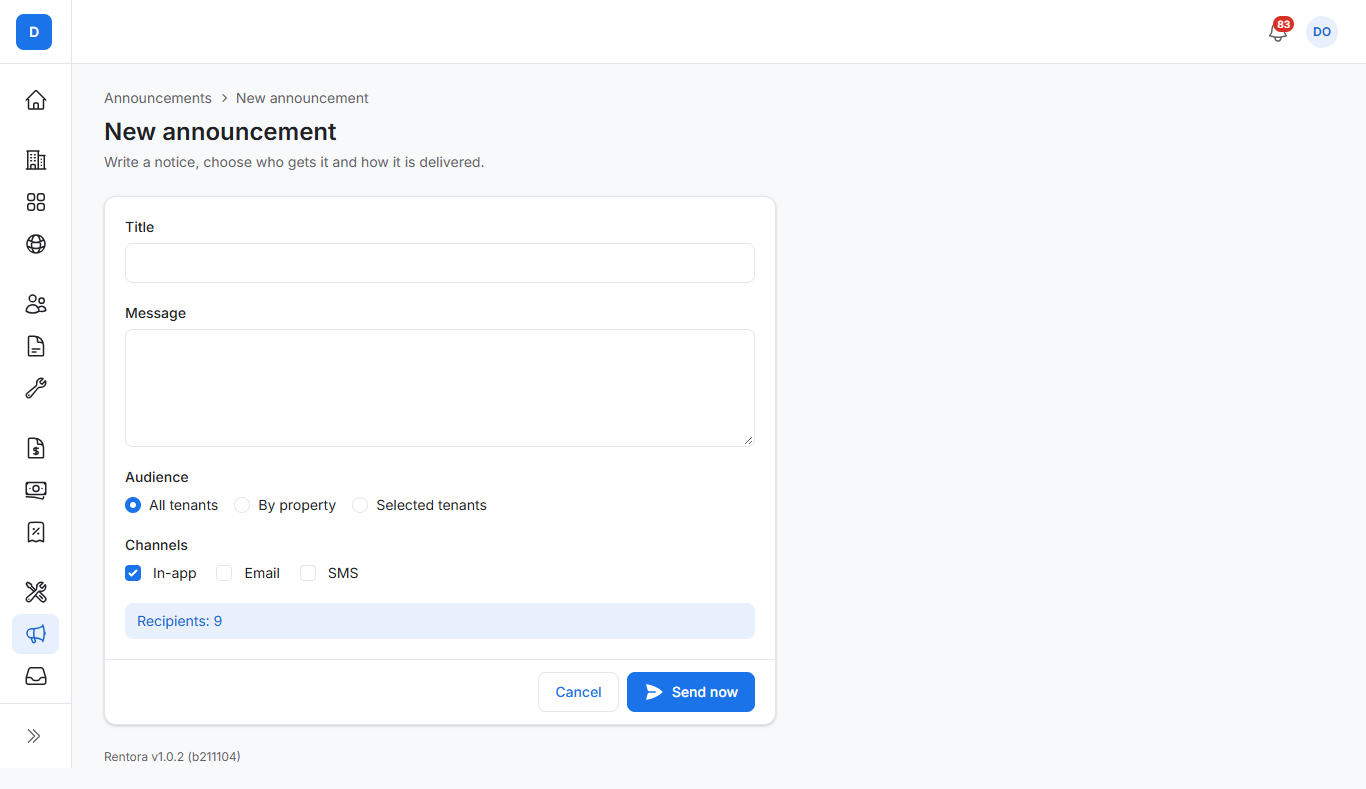 D
83
DO
Announcements > New announcement
New announcement
Write a notice, choose who gets it and how it is delivered.
Title
Message
Audience
All tenants
By property
Selected tenants
Channels
In-app
Email
SMS
Recipients: 9
Cancel
Send now
Rentora v1.0.2 (b211104)